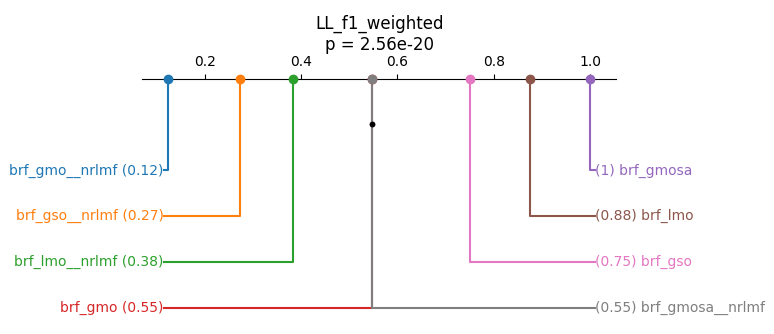 LL_f1_weighted
p = 2.56e-20
0.2 0.4 0.6 0.8 1.0
brf_gmo__nrlmf (0.12) (1) brf_gmosa
brf_gso__nrlmf (0.27) (0.88) brf_lmo
brf_lmo__nrlmf (0.38) (0.75) brf_gso
brf_gmo (0.55) (0.55) brf_gmosa__nrlmf